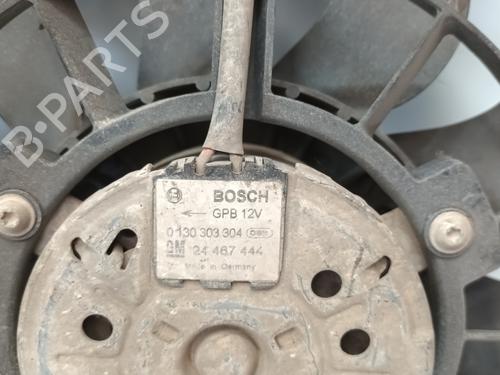 B-PARTS
BOSCH
← GPB 12V
0 130 303 304
GM 24 467 444
Made in Germany